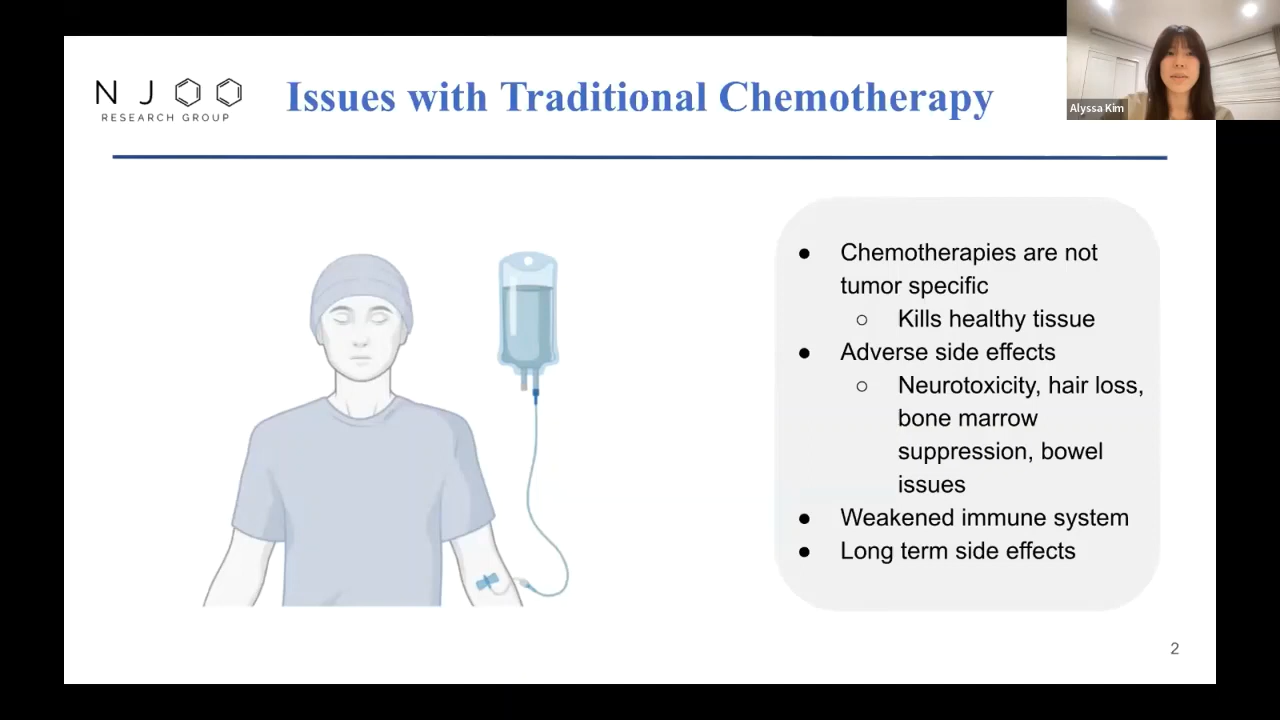 N J
RESEARCH GROUP
Issues with Traditional Chemotherapy
Alyssa Kim
● Chemotherapies are not
tumor specific
○ Kills healthy tissue
● Adverse side effects
○ Neurotoxicity, hair loss,
bone marrow
suppression, bowel
issues
● Weakened immune system
● Long term side effects
2